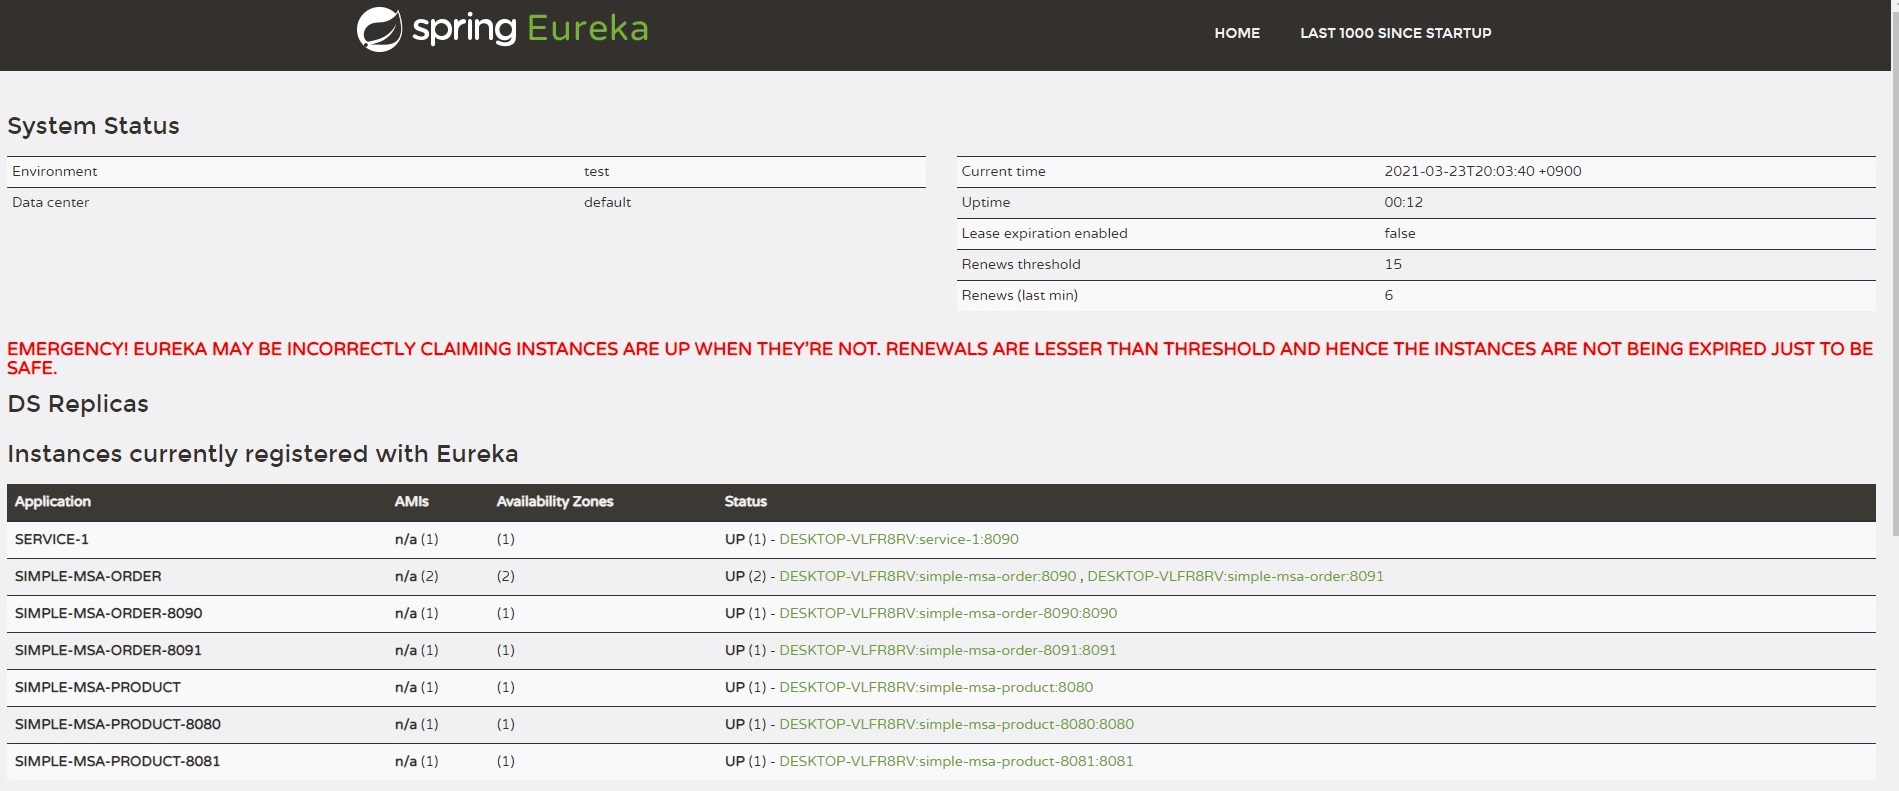 spring Eureka
HOME LAST 1000 SINCE STARTUP
System Status
Environment test
Data center default
Current time 2021-03-23T20:03:40 +0900
Uptime 00:12
Lease expiration enabled false
Renews threshold 15
Renews (last min) 6
EMERGENCY! EUREKA MAY BE INCORRECTLY CLAIMING INSTANCES ARE UP WHEN THEY'RE NOT. RENEWALS ARE LESSER THAN THRESHOLD AND HENCE THE INSTANCES ARE NOT BEING EXPIRED JUST TO BE
SAFE.
DS Replicas
Instances currently registered with Eureka
Application AMIs Availability Zones Status
SERVICE-1 n/a (1) (1) UP (1) - DESKTOP-VLFR8RV:service-1:8090
SIMPLE-MSA-ORDER n/a (2) (2) UP (2) - DESKTOP-VLFR8RV:simple-msa-order:8090 , DESKTOP-VLFR8RV:simple-msa-order:8091
SIMPLE-MSA-ORDER-8090 n/a (1) (1) UP (1) - DESKTOP-VLFR8RV:simple-msa-order-8090:8090
SIMPLE-MSA-ORDER-8091 n/a (1) (1) UP (1) - DESKTOP-VLFR8RV:simple-msa-order-8091:8091
SIMPLE-MSA-PRODUCT n/a (1) (1) UP (1) - DESKTOP-VLFR8RV:simple-msa-product:8080
SIMPLE-MSA-PRODUCT-8080 n/a (1) (1) UP (1) - DESKTOP-VLFR8RV:simple-msa-product-8080:8080
SIMPLE-MSA-PRODUCT-8081 n/a (1) (1) UP (1) - DESKTOP-VLFR8RV:simple-msa-product-8081:8081